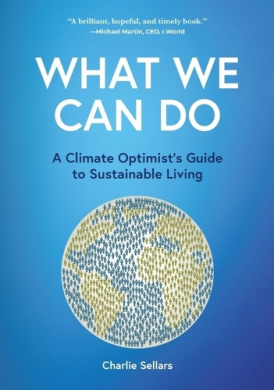 "A brilliant, hopeful, and timely book."
—Michael Martin, CEO, r.World
WHAT WE
CAN DO
A Climate Optimist's Guide
to Sustainable Living
Charlie Sellars